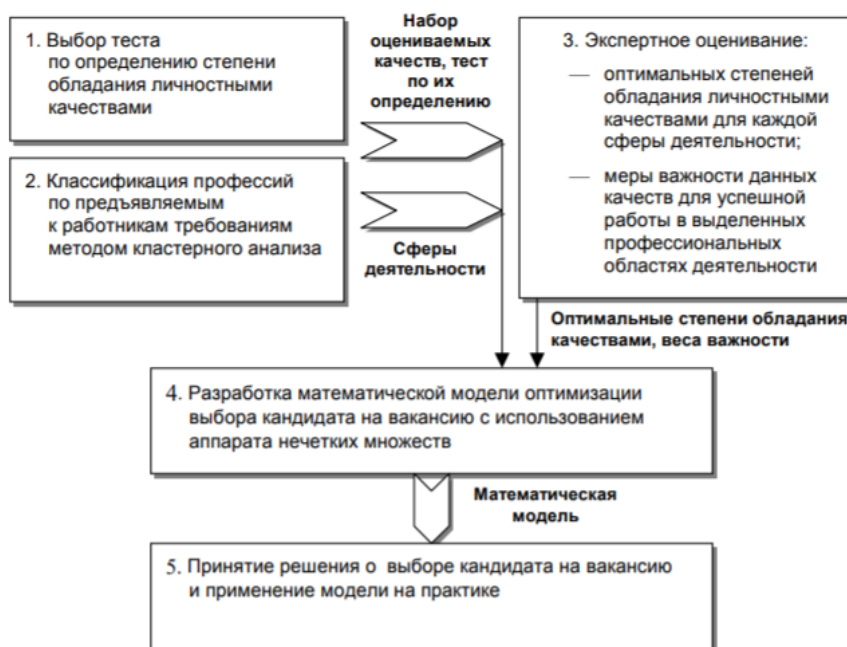 1. Выбор теста
по определению степени
обладания личностными
качествами
Набор
оцениваемых
качеств, тест
по их
определению
2. Классификация профессий
по предъявляемым
к работникам требованиям
методом кластерного анализа
Сферы
деятельности
3. Экспертное оценивание:
— оптимальных степеней
обладания личностными
качествами для каждой
сферы деятельности;
— меры важности данных
качеств для успешной
работы в выделенных
профессиональных
областях деятельности
Оптимальные степени обладания
качествами, веса важности
4. Разработка математической модели оптимизации
выбора кандидата на вакансию с использованием
аппарата нечетких множеств
Математическая
модель
5. Принятие решения о выборе кандидата на вакансию
и применение модели на практике